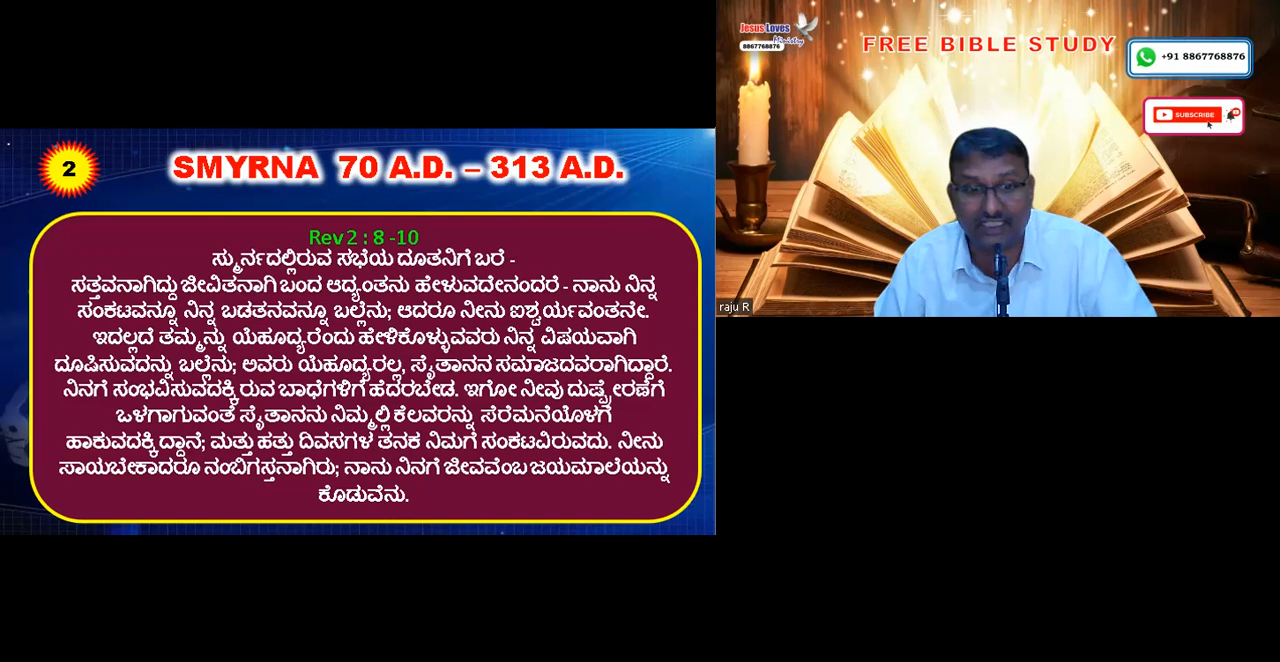 2
SMYRNA 70 A.D. – 313 A.D.
Rev 2 : 8 -10
ಸ್ಮುರ್ನದಲ್ಲಿರುವ ಸಭೆಯ ದೂತನಿಗೆ ಬರೆ -
ಸತ್ತವನಾಗಿದ್ದು ಜೀವಿತನಾಗಿ ಬಂದ ಆದ್ಯಂತನು ಹೇಳುವದೇನಂದರೆ - ನಾನು ನಿನ್ನ
ಸಂಕಟವನ್ನೂ ನಿನ್ನ ಬಡತನವನ್ನೂ ಬಲ್ಲೆನು; ಆದರೂ ನೀನು ಐಶ್ವರ್ಯವಂತನೇ.
ಇದಲ್ಲದೆ ತಮ್ಮನ್ನು ಯೆಹೂದ್ಯರೆಂದು ಹೇಳಿಕೊಳ್ಳುವವರು ನಿನ್ನ ವಿಷಯವಾಗಿ
ದೂಷಿಸುವದನ್ನು ಬಲ್ಲೆನು; ಅವರು ಯೆಹೂದ್ಯರಲ್ಲ, ಸೈತಾನನ ಸಮಾಜದವರಾಗಿದ್ದಾರೆ.
ನಿನಗೆ ಸಂಭವಿಸುವದಕ್ಕಿರುವ ಬಾಧೆಗಳಿಗೆ ಹೆದರಬೇಡ. ಇಗೋ ನೀವು ದುಷ್ಪ್ರೇರಣೆಗೆ
ಒಳಗಾಗುವಂತೆ ಸೈತಾನನು ನಿಮ್ಮಲ್ಲಿ ಕೆಲವರನ್ನು ಸೆರೆಮನೆಯೊಳಗೆ
ಹಾಕುವದಕ್ಕಿದ್ದಾನೆ; ಮತ್ತು ಹತ್ತು ದಿವಸಗಳ ತನಕ ನಿಮಗೆ ಸಂಕಟವಿರುವದು. ನೀನು
ಸಾಯಬೇಕಾದರೂ ನಂಬಿಗಸ್ತನಾಗಿರು; ನಾನು ನಿನಗೆ ಜೀವವೆಂಬ ಜಯಮಾಲೆಯನ್ನು
ಕೊಡುವೆನು.
Jesus Loves
Ministry
8867768876
FREE BIBLE STUDY
+91 8867768876
SUBSCRIBE
raju R